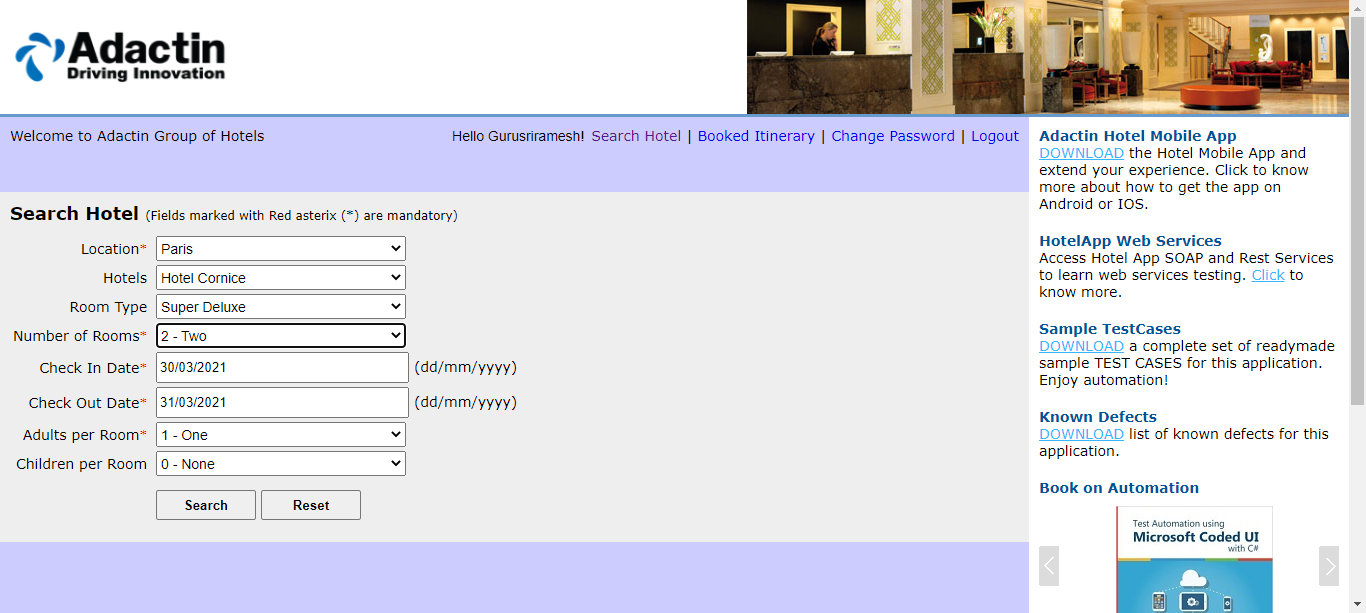 Adactin
Driving Innovation
Welcome to Adactin Group of Hotels
Hello Gurusriramesh! Search Hotel | Booked Itinerary | Change Password | Logout
Search Hotel (Fields marked with Red asterix (*) are mandatory)
Location* Paris
Hotels Hotel Cornice
Room Type Super Deluxe
Number of Rooms* 2 - Two
Check In Date* 30/03/2021 (dd/mm/yyyy)
Check Out Date* 31/03/2021 (dd/mm/yyyy)
Adults per Room* 1 - One
Children per Room 0 - None
Search Reset
Adactin Hotel Mobile App
DOWNLOAD the Hotel Mobile App and
extend your experience. Click to know
more about how to get the app on
Android or IOS.
HotelApp Web Services
Access Hotel App SOAP and Rest Services
to learn web services testing. Click to
know more.
Sample TestCases
DOWNLOAD a complete set of readymade
sample TEST CASES for this application.
Enjoy automation!
Known Defects
DOWNLOAD list of known defects for this
application.
Book on Automation
Test Automation using
Microsoft Coded UI
with C#